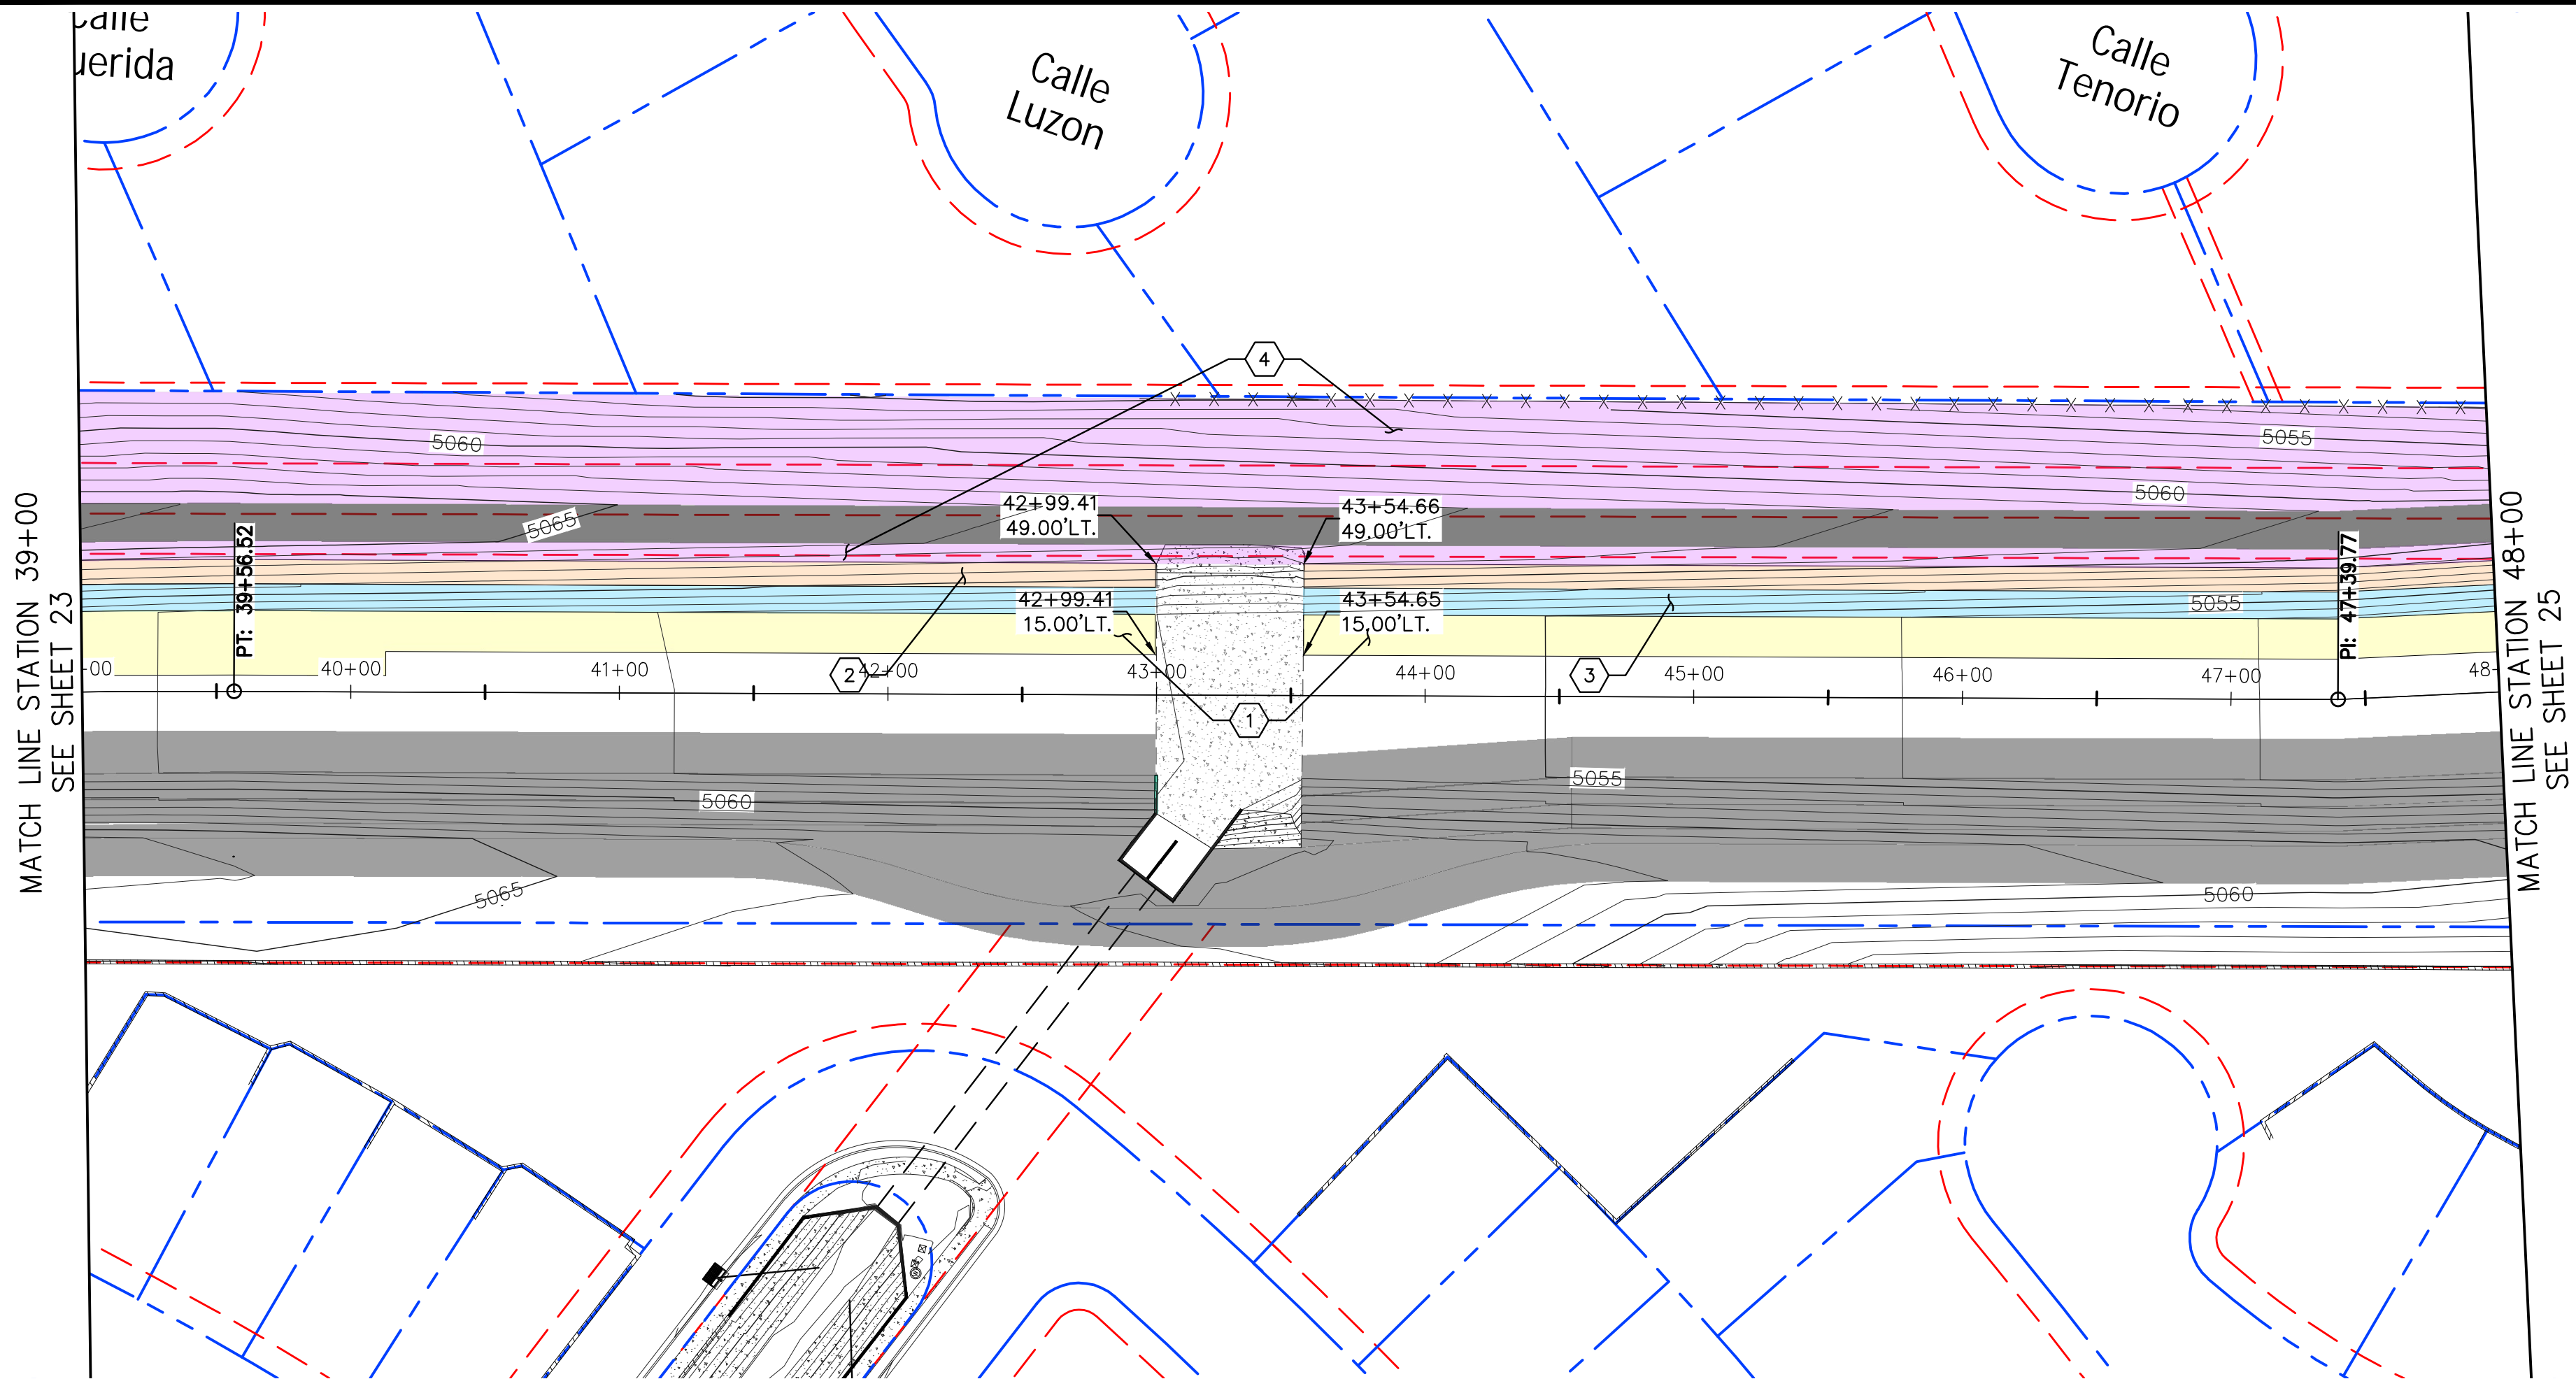 Calle
uerida
Calle
Luzon
Calle
Tenorio
4
5060
5055
5060
5065
42+99.41
49.00'LT.
43+54.66
49.00'LT.
PT: 39+56.52
42+99.41
15.00'LT.
43+54.65
15.00'LT.
5055
PI: 47+39.77
MATCH LINE STATION 39+00
SEE SHEET 23
MATCH LINE STATION 48+00
SEE SHEET 25
+00
40+00
41+00
42+00
43+00
44+00
45+00
46+00
47+00
48-
2
3
1
5060
5055
5065
5060